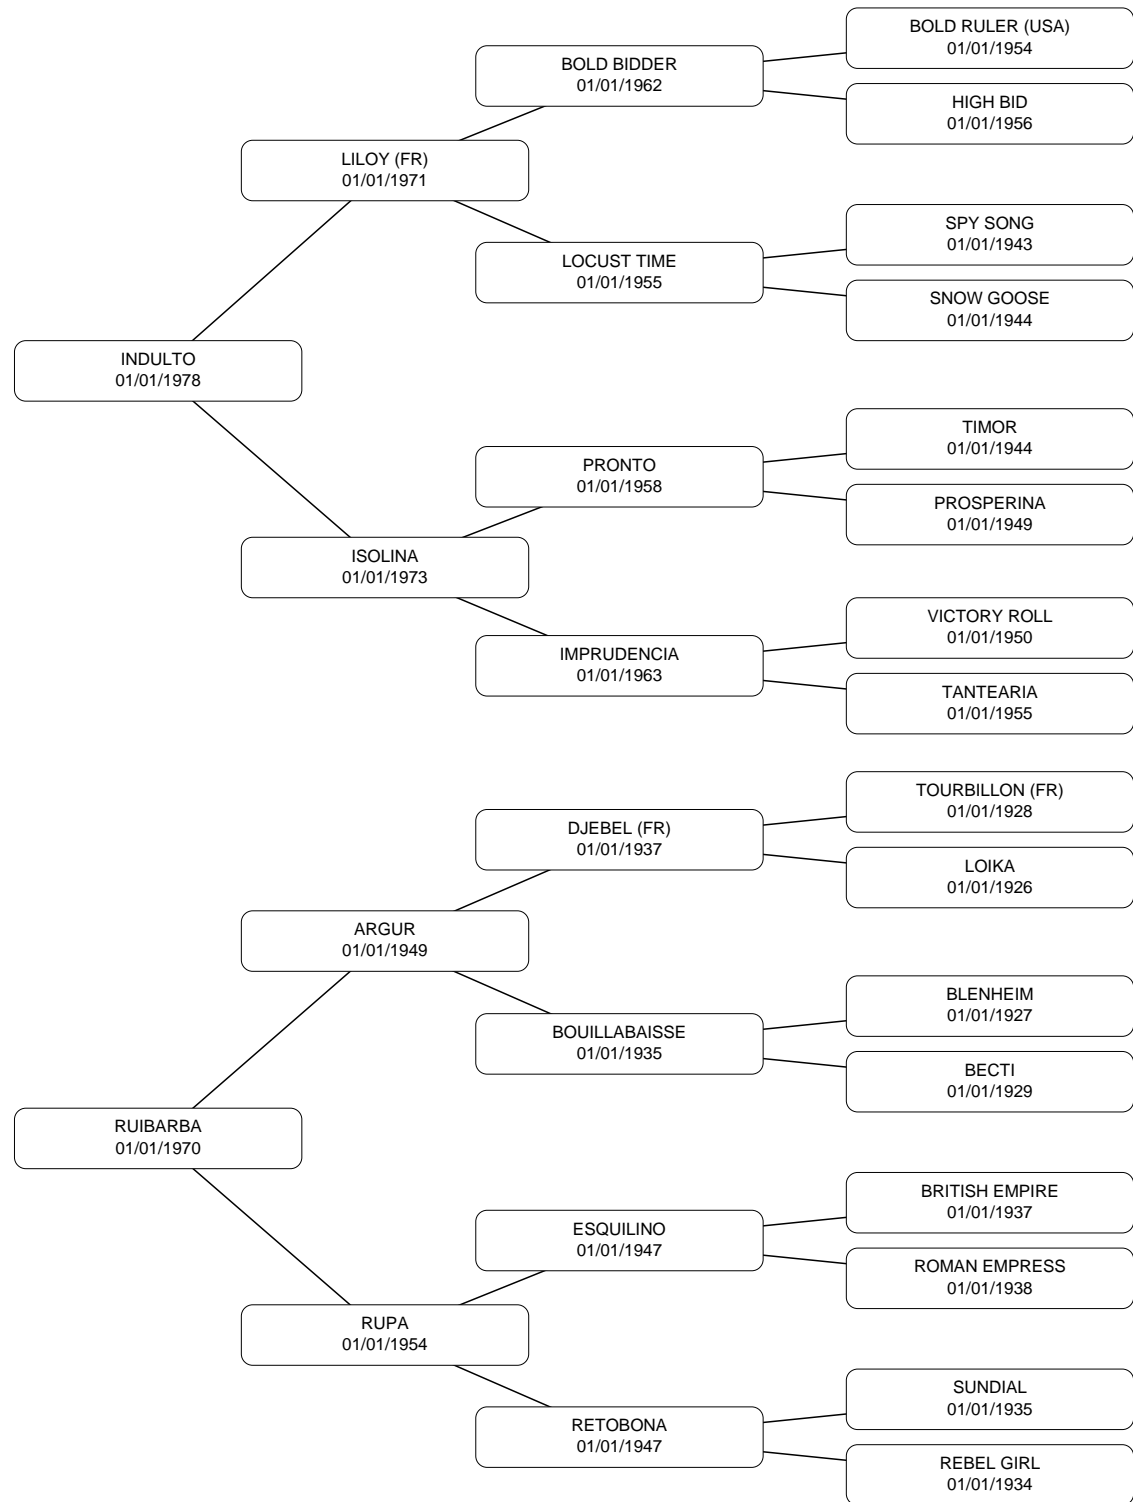 BOLD RULER (USA)
01/01/1954
BOLD BIDDER
01/01/1962
HIGH BID
01/01/1956
LILOY (FR)
01/01/1971
SPY SONG
01/01/1943
LOCUST TIME
01/01/1955
SNOW GOOSE
01/01/1944
INDULTO
01/01/1978
TIMOR
01/01/1944
PRONTO
01/01/1958
PROSPERINA
01/01/1949
ISOLINA
01/01/1973
VICTORY ROLL
01/01/1950
IMPRUDENCIA
01/01/1963
TANTEARIA
01/01/1955
TOURBILLON (FR)
01/01/1928
DJEBEL (FR)
01/01/1937
LOIKA
01/01/1926
ARGUR
01/01/1949
BLENHEIM
01/01/1927
BOUILLABAISSE
01/01/1935
BECTI
01/01/1929
RUIBARBA
01/01/1970
BRITISH EMPIRE
01/01/1937
ESQUILINO
01/01/1947
ROMAN EMPRESS
01/01/1938
RUPA
01/01/1954
SUNDIAL
01/01/1935
RETOBONA
01/01/1947
REBEL GIRL
01/01/1934